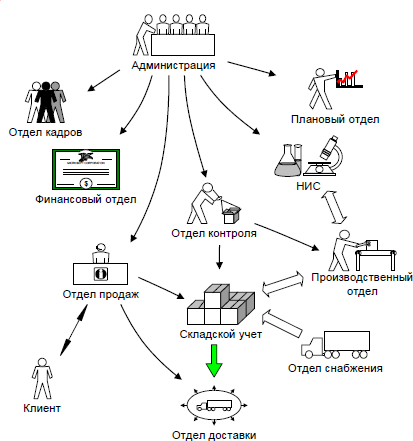 Администрация
Плановый отдел
Отдел кадров
НИС
Финансовый отдел
Отдел контроля
Производственный
отдел
Отдел продаж
Складской учет
Отдел снабжения
Клиент
Отдел доставки